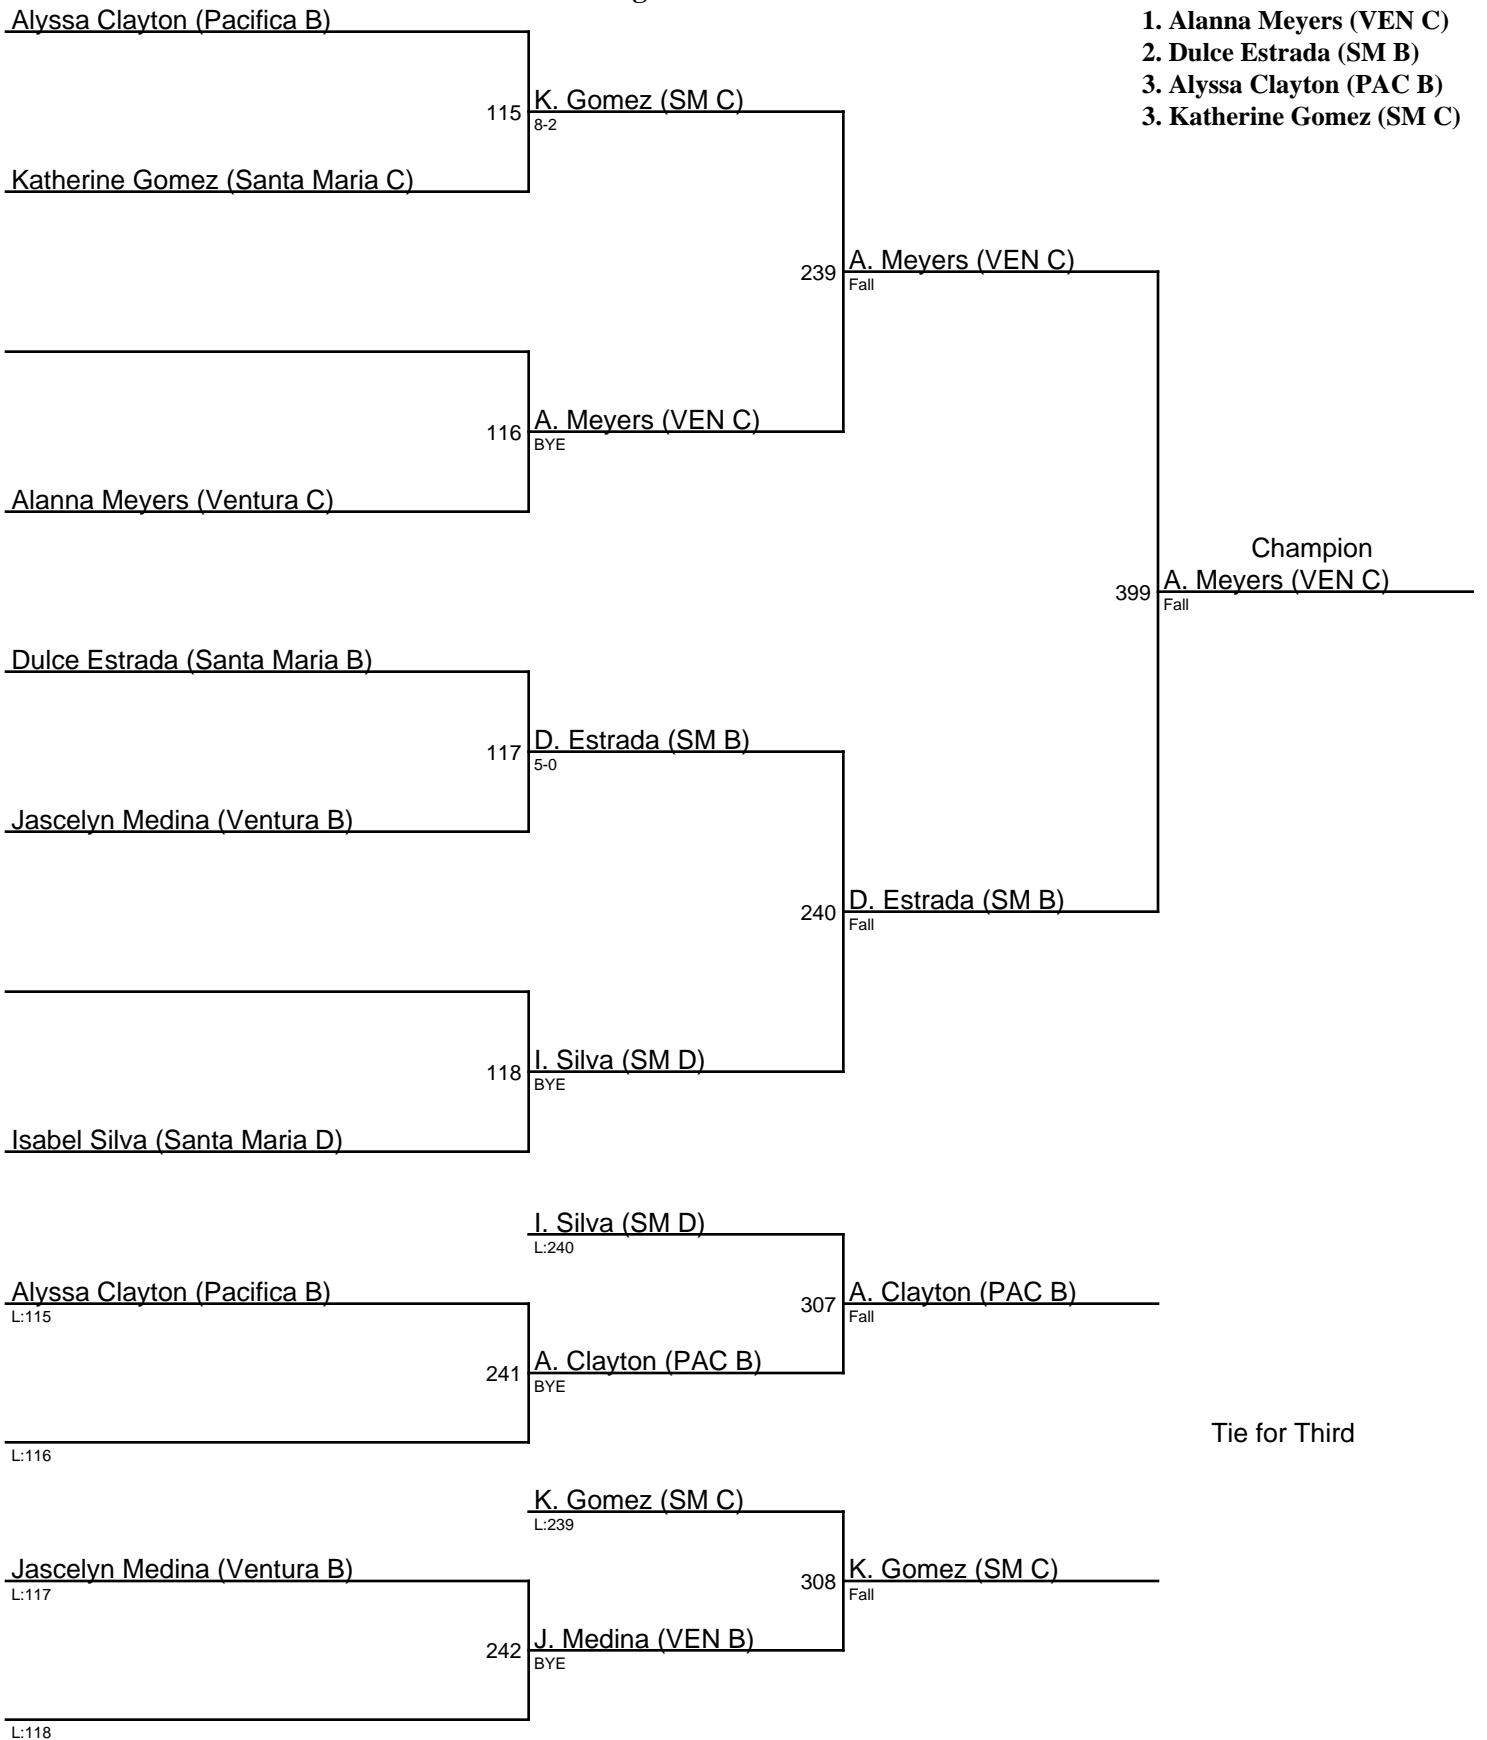 Alyssa Clayton (Pacifica B)
1. Alanna Meyers (VEN C)
2. Dulce Estrada (SM B)
3. Alyssa Clayton (PAC B)
3. Katherine Gomez (SM C)
115
K. Gomez (SM C)
8-2
Katherine Gomez (Santa Maria C)
239
A. Meyers (VEN C)
Fall
116
A. Meyers (VEN C)
BYE
Alanna Meyers (Ventura C)
Champion
399
A. Meyers (VEN C)
Fall
Dulce Estrada (Santa Maria B)
117
D. Estrada (SM B)
5-0
Jascelyn Medina (Ventura B)
240
D. Estrada (SM B)
Fall
118
I. Silva (SM D)
BYE
Isabel Silva (Santa Maria D)
I. Silva (SM D)
L:240
Alyssa Clayton (Pacifica B)
L:115
307
A. Clayton (PAC B)
Fall
241
A. Clayton (PAC B)
BYE
L:116
Tie for Third
K. Gomez (SM C)
L:239
Jascelyn Medina (Ventura B)
L:117
308
K. Gomez (SM C)
Fall
242
J. Medina (VEN B)
BYE
L:118